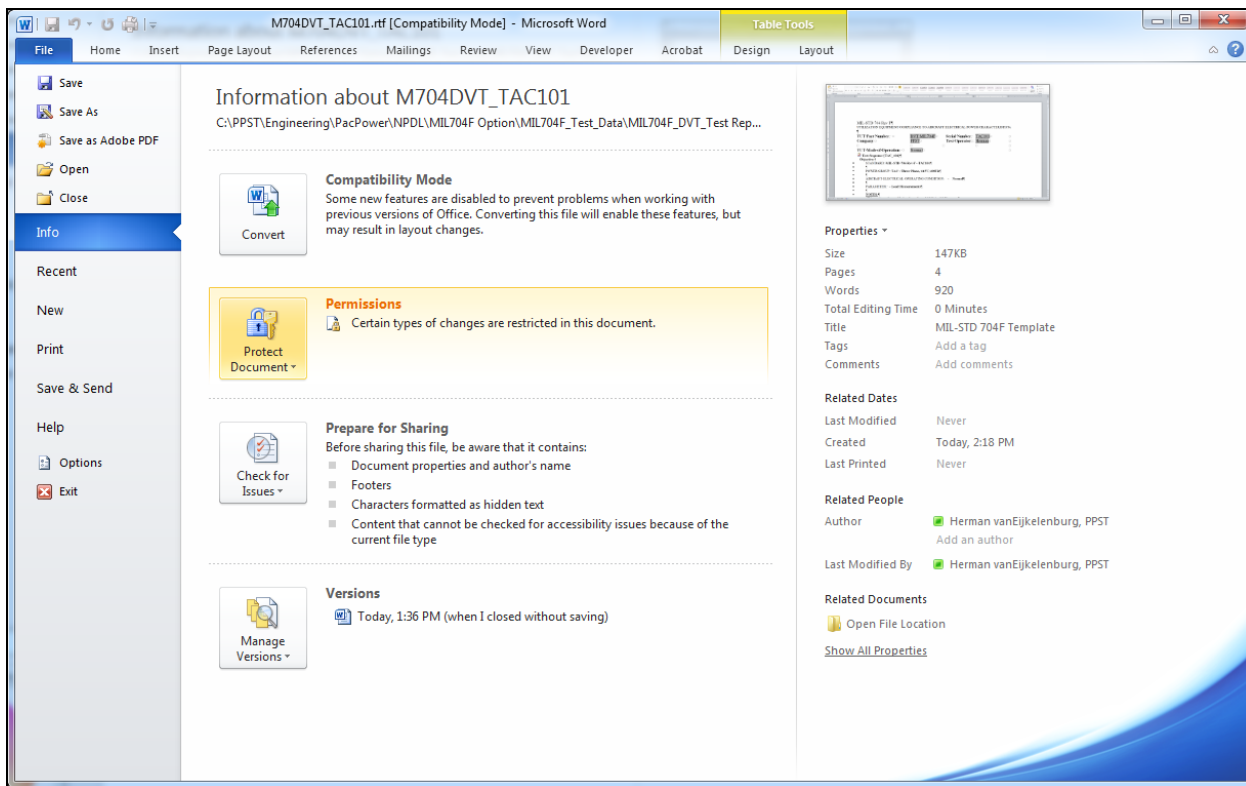 M704DVT_TAC101.rtf [Compatibility Mode] - Microsoft Word
Table Tools
File Home Insert Page Layout References Mailings Review View Developer Acrobat Design Layout
Save
Save As
Save as Adobe PDF
Open
Close
Info
Recent
New
Print
Save & Send
Help
Options
Exit
Information about M704DVT_TAC101
C:\PPST\Engineering\PacPower\NPDL\MIL704F Option\MIL704F_Test_Data\MIL704F_DVT_Test Rep...
Convert
Compatibility Mode
Some new features are disabled to prevent problems when working with
previous versions of Office. Converting this file will enable these features, but
may result in layout changes.
Protect
Document
Permissions
Certain types of changes are restricted in this document.
Check for
Issues
Prepare for Sharing
Before sharing this file, be aware that it contains:
Document properties and author's name
Footers
Characters formatted as hidden text
Content that cannot be checked for accessibility issues because of the
current file type
Manage
Versions
Versions
Today, 1:36 PM (when I closed without saving)
Properties
Size 147KB
Pages 4
Words 920
Total Editing Time 0 Minutes
Title MIL-STD 704F Template
Tags Add a tag
Comments Add comments
Related Dates
Last Modified Never
Created Today, 2:18 PM
Last Printed Never
Related People
Author Herman vanEijkelenburg, PPST
Add an author
Last Modified By Herman vanEijkelenburg, PPST
Related Documents
Open File Location
Show All Properties